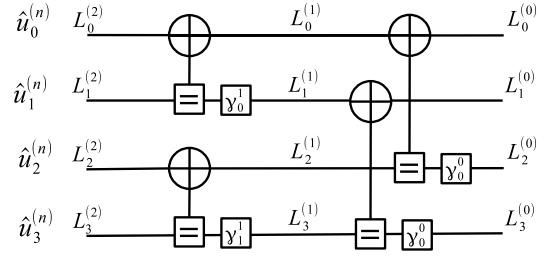 û₀⁽ⁿ⁾ L₀⁽²⁾ L₀⁽¹⁾ L₀⁽⁰⁾
û₁⁽ⁿ⁾ L₁⁽²⁾ = γ₀¹ L₁⁽¹⁾ L₁⁽⁰⁾
û₂⁽ⁿ⁾ L₂⁽²⁾ L₂⁽¹⁾ = γ₀⁰ L₂⁽⁰⁾
û₃⁽ⁿ⁾ L₃⁽²⁾ = γ₁¹ L₃⁽¹⁾ = γ₀⁰ L₃⁽⁰⁾